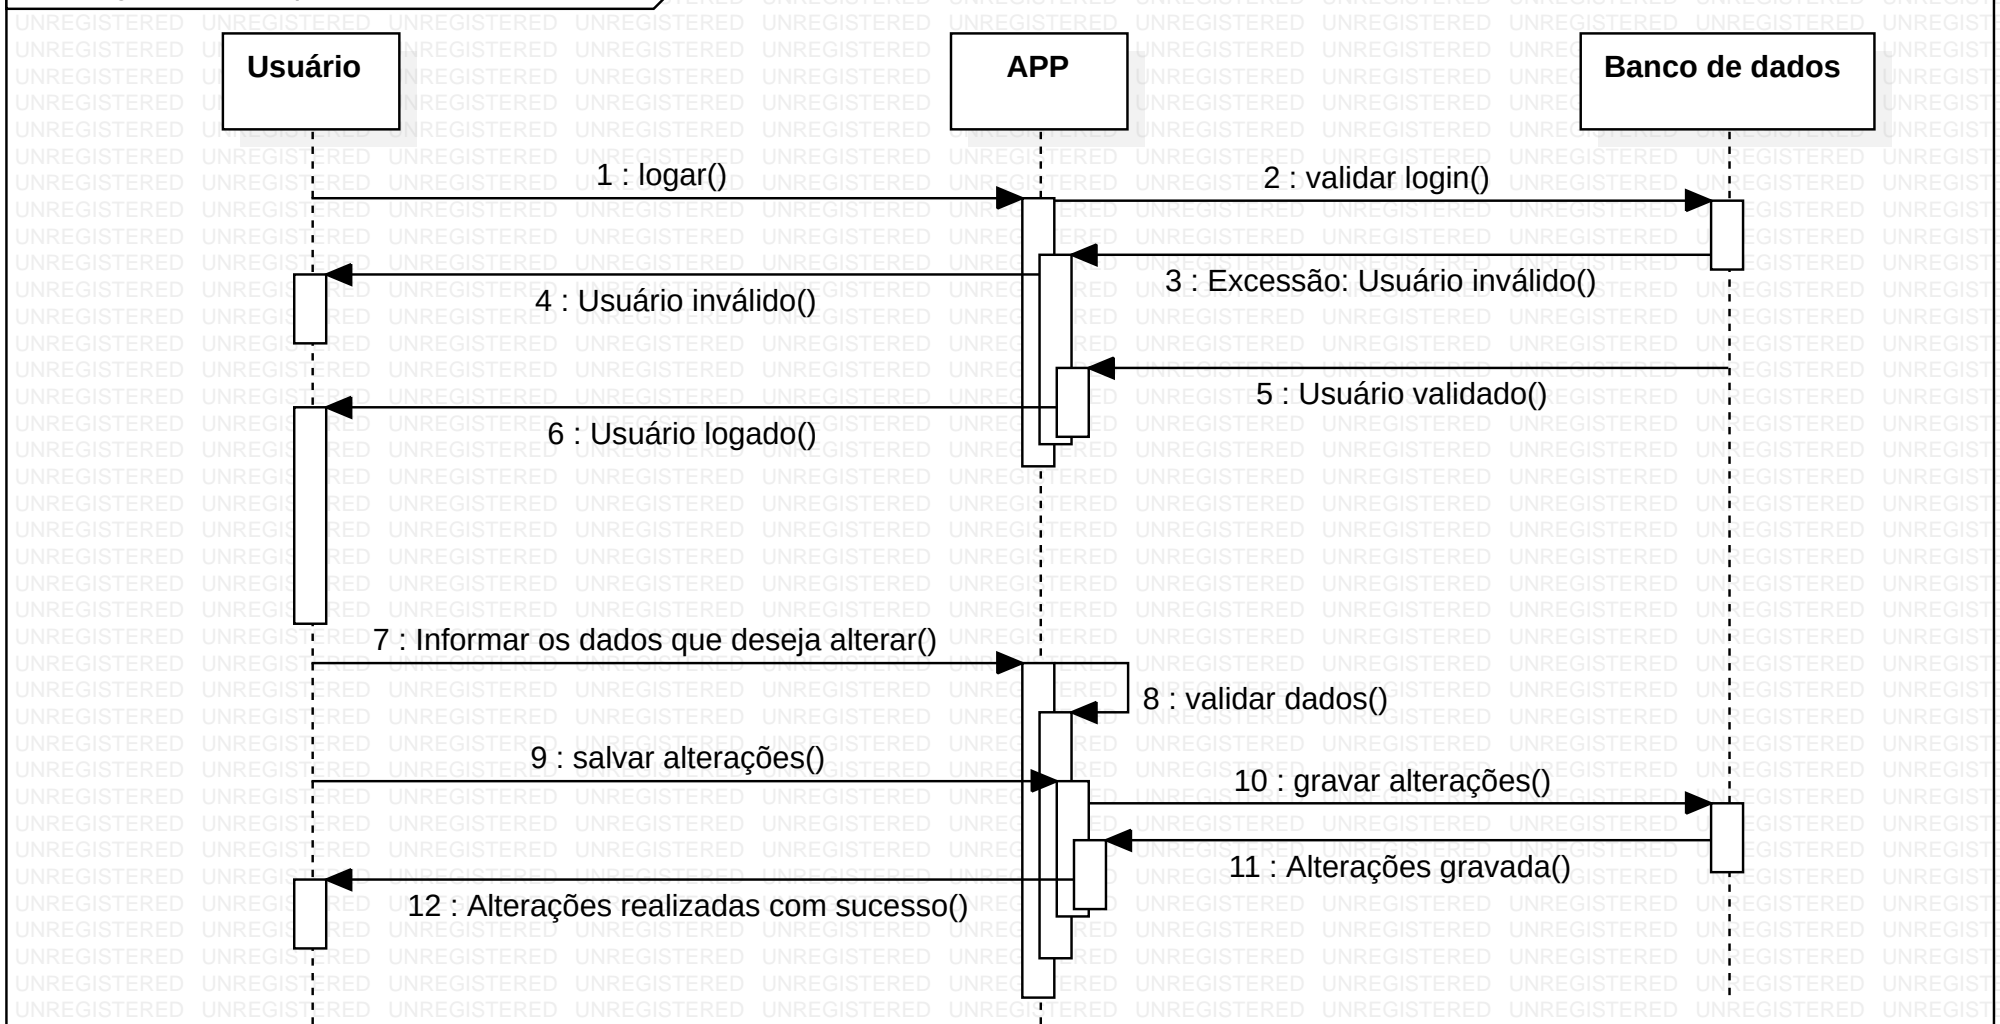 Usuário
APP
Banco de dados
1 : logar()
2 : validar login()
3 : Excessão: Usuário inválido()
4 : Usuário inválido()
5 : Usuário validado()
6 : Usuário logado()
7 : Informar os dados que deseja alterar()
8 : validar dados()
9 : salvar alterações()
10 : gravar alterações()
11 : Alterações gravada()
12 : Alterações realizadas com sucesso()
UNREGISTERED